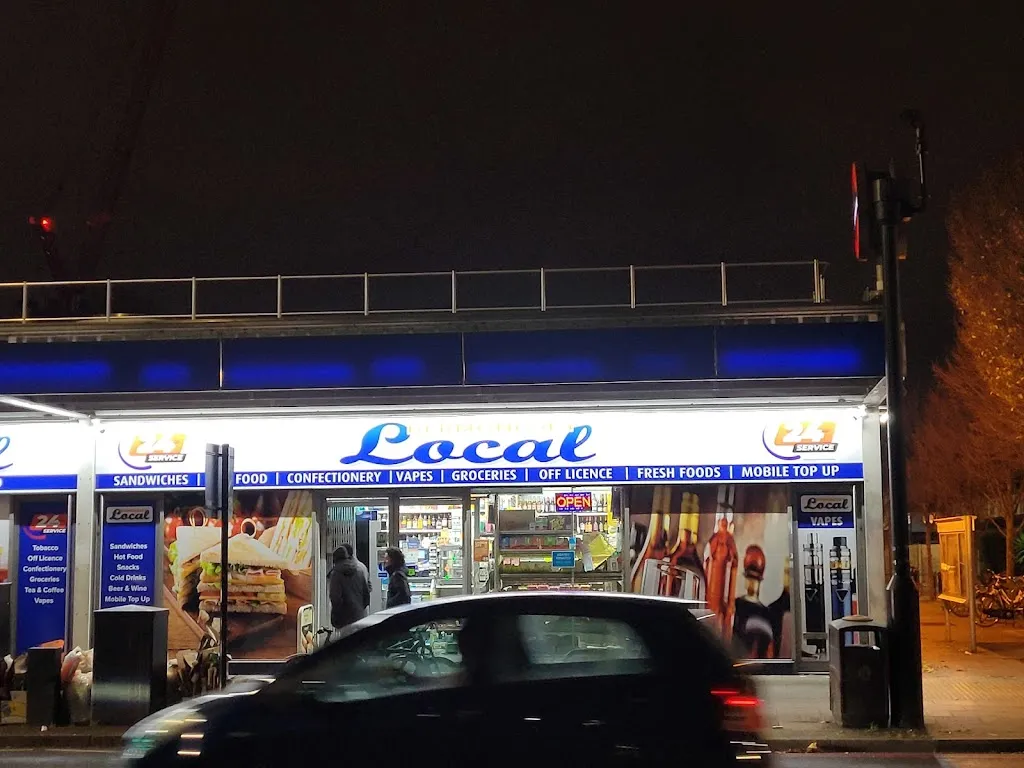 24
SERVICE
Local
24
SERVICE
SANDWICHES | FOOD | CONFECTIONERY | VAPES | GROCERIES | OFF LICENCE | FRESH FOODS | MOBILE TOP UP
OPEN
24
SERVICE
Tobacco
Off Licence
Confectionery
Groceries
Tea & Coffee
Vapes
Local
Sandwiches
Hot Food
Snacks
Cold Drinks
Beer & Wine
Mobile Top Up
Local
VAPES